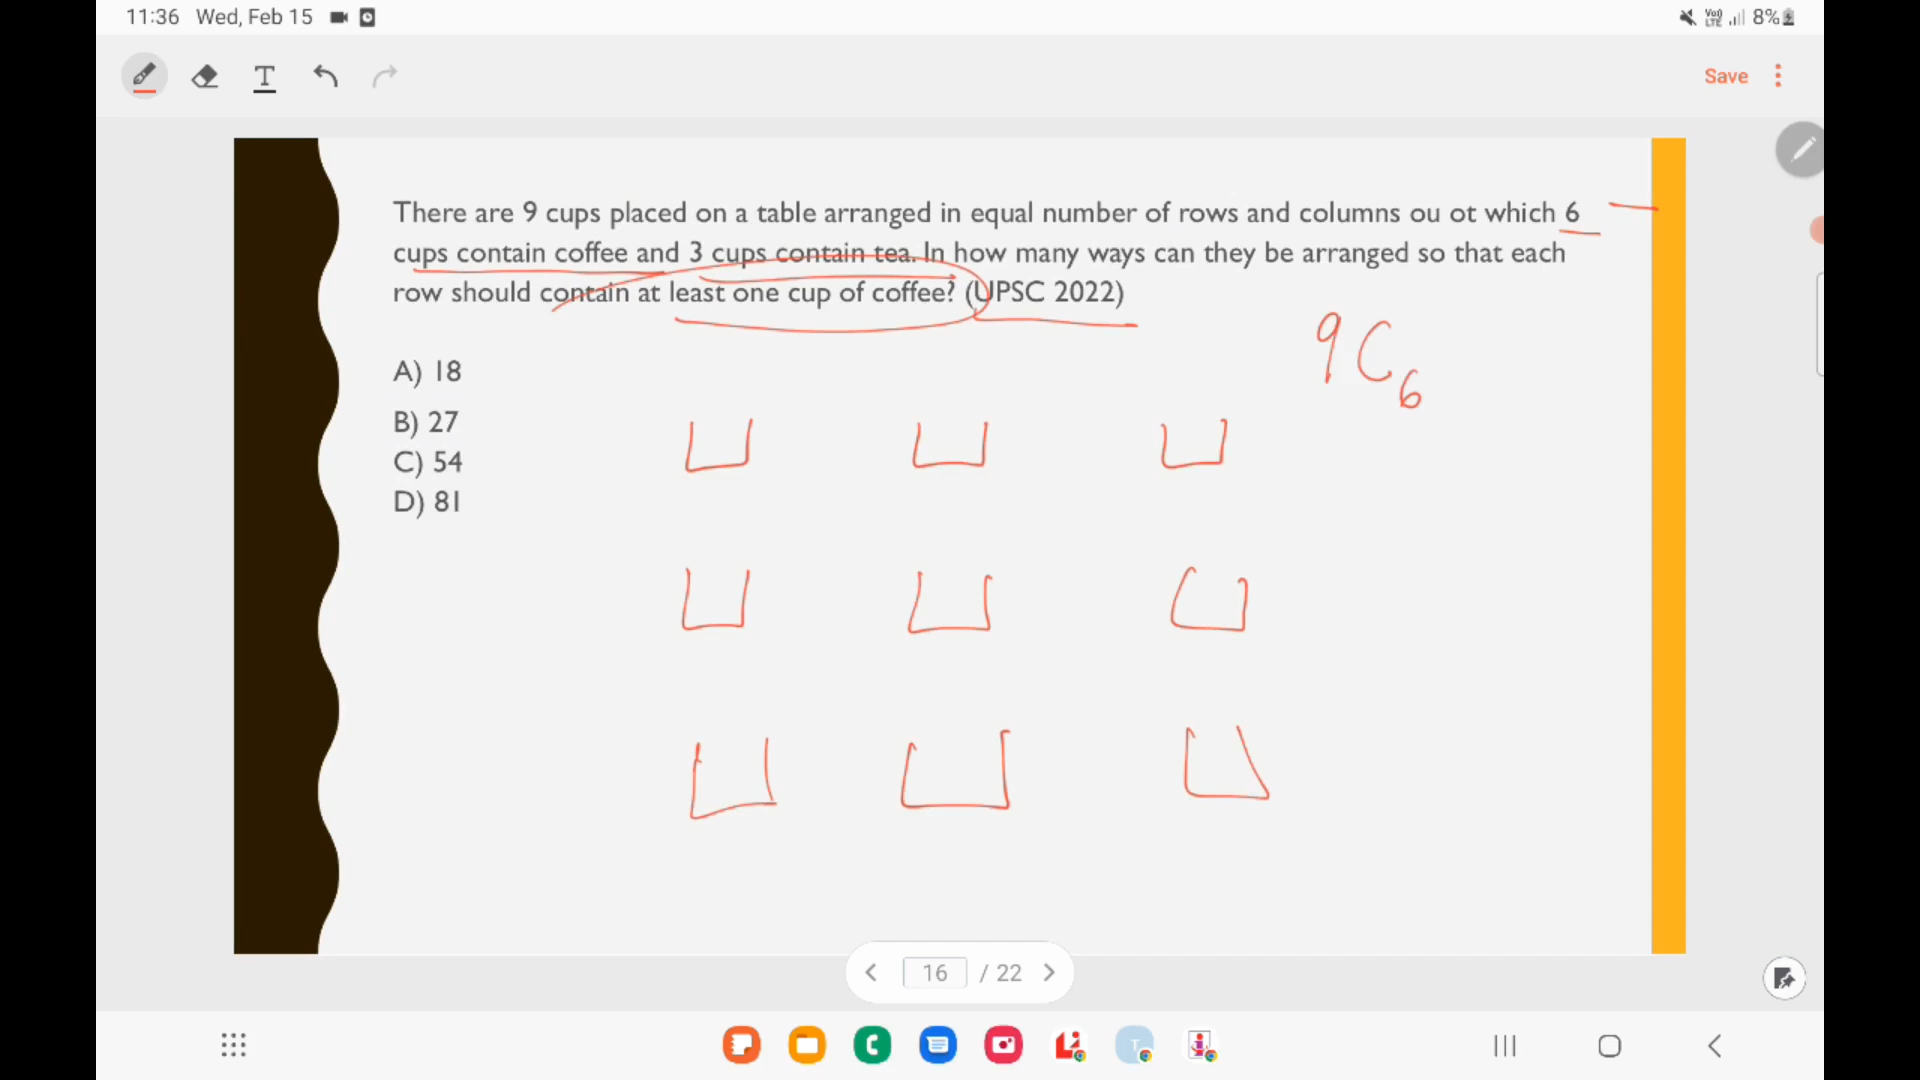 11:36 Wed, Feb 15
Vo) LTE 8%
T
Save
There are 9 cups placed on a table arranged in equal number of rows and columns ou ot which 6
cups contain coffee and 3 cups contain tea. In how many ways can they be arranged so that each
row should contain at least one cup of coffee? (UPSC 2022)
9C6
A) 18
B) 27
C) 54
D) 81
16 / 22
T